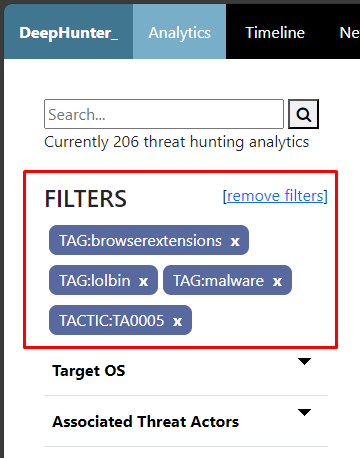 DeepHunter_ Analytics Timeline Ne
Search...
Currently 206 threat hunting analytics
FILTERS [remove filters]
TAG:browserextensions x
TAG:lolbin x TAG:malware x
TACTIC:TA0005 x
Target OS
Associated Threat Actors